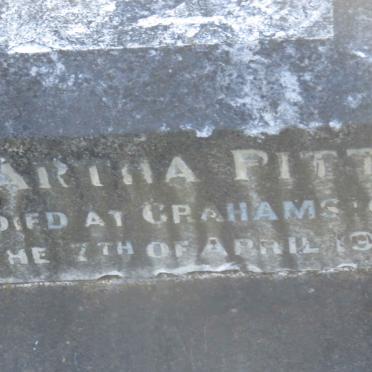 ARTHA PITT
DIED AT GRAHAMS
HE 7TH OF APRIL 19